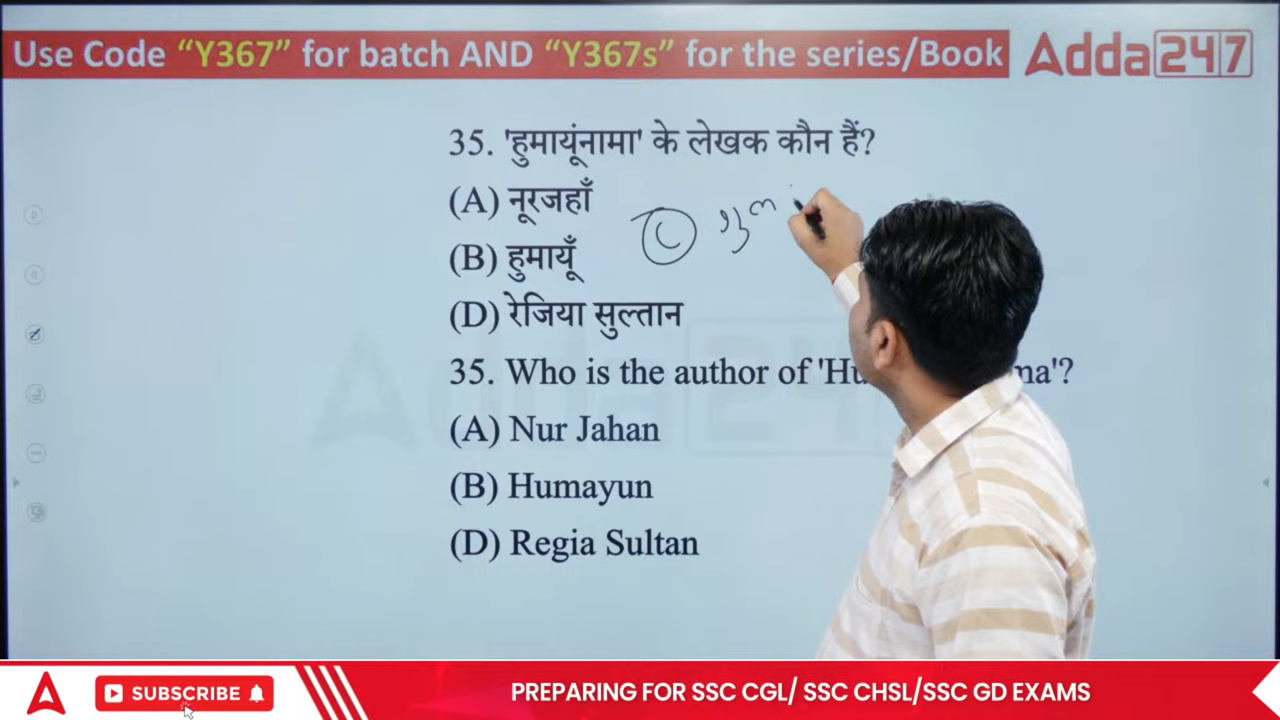 Use Code “Y367” for batch AND “Y367s” for the series/Book
Adda247
35. 'हुमायूंनामा' के लेखक कौन हैं?
(A) नूरजहाँ
(B) हुमायूँ
(D) रेजिया सुल्तान
C गुल
35. Who is the author of 'Hu ma'?
(A) Nur Jahan
(B) Humayun
(D) Regia Sultan
Adda247
SUBSCRIBE
PREPARING FOR SSC CGL/ SSC CHSL/SSC GD EXAMS